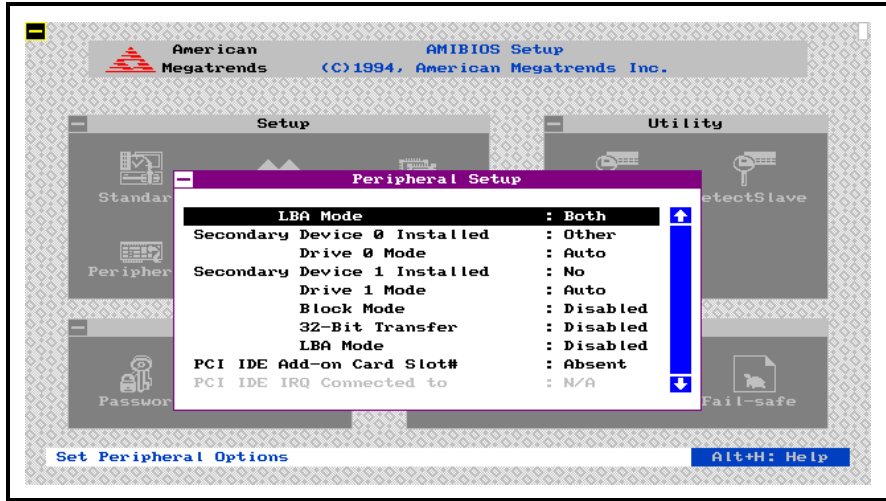 American AMIBIOS Setup
Megatrends (C)1994, American Megatrends Inc.
Setup
Utility
Standar
etectSlave
Peripher
Peripheral Setup
LBA Mode : Both
Secondary Device 0 Installed : Other
Drive 0 Mode : Auto
Secondary Device 1 Installed : No
Drive 1 Mode : Auto
Block Mode : Disabled
32-Bit Transfer : Disabled
LBA Mode : Disabled
PCI IDE Add-on Card Slot# : Absent
PCI IDE IRQ Connected to : N/A
Passwor
Fail-safe
Set Peripheral Options
Alt+H: Help